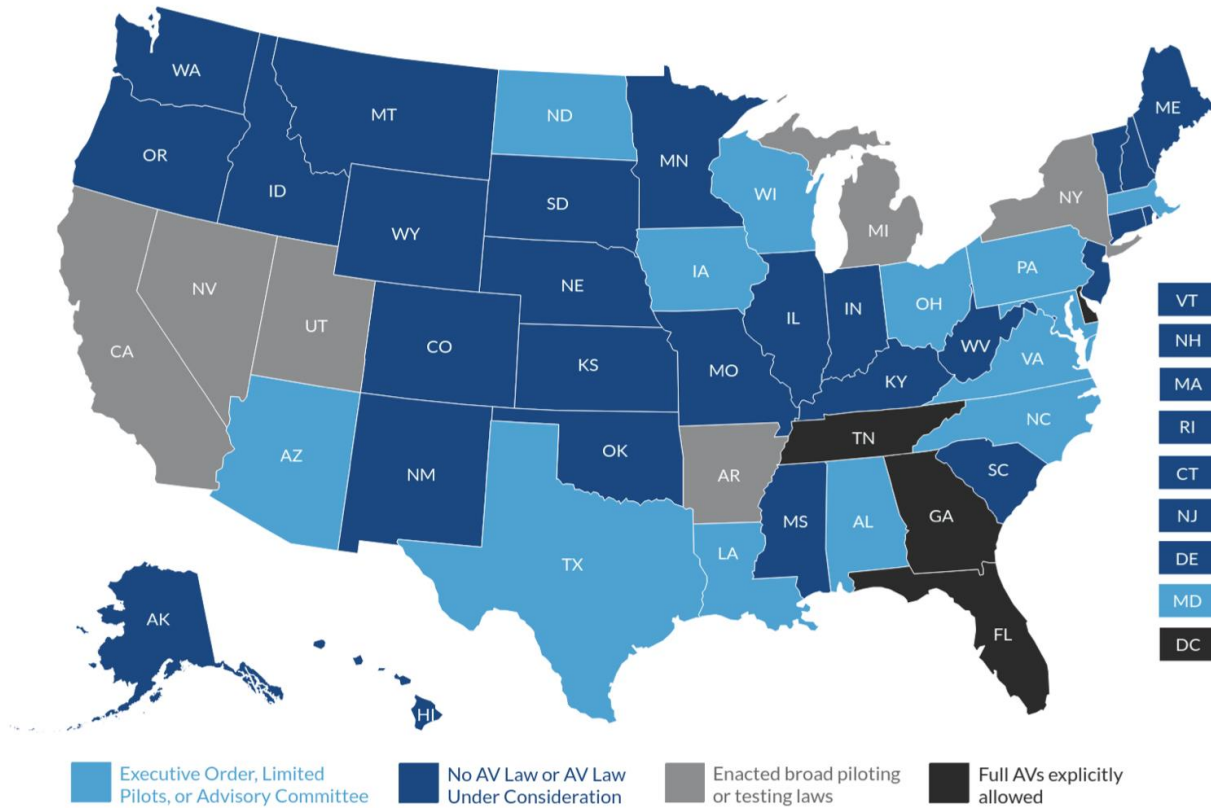 WA
MT
ND
MN
ME
OR
ID
SD
WI
NY
WY
MI
IA
PA
NE
NV
UT
CO
IL
IN
OH
CA
KS
MO
WV
VA
KY
AZ
NM
OK
AR
TN
NC
SC
MS
AL
GA
TX
LA
FL
AK
HI
VT
NH
MA
RI
CT
NJ
DE
MD
DC
Executive Order, Limited
Pilots, or Advisory Committee
No AV Law or AV Law
Under Consideration
Enacted broad piloting
or testing laws
Full AVs explicitly
allowed